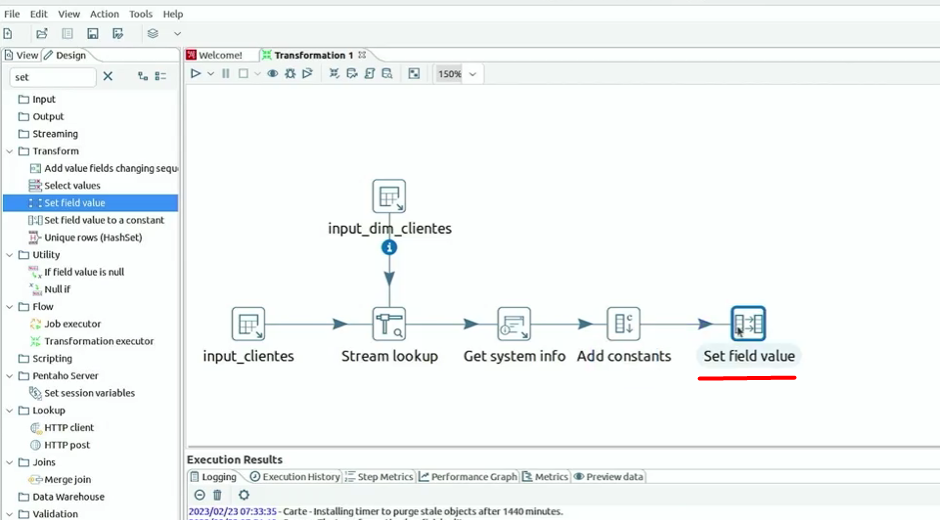 File Edit View Action Tools Help
View Design
Welcome! Transformation 1
set
150%
Input
Output
Streaming
Transform
Add value fields changing sequ
Select values
Set field value
Set field value to a constant
Unique rows (HashSet)
Utility
If field value is null
Null if
Flow
Job executor
Transformation executor
Scripting
Pentaho Server
Set session variables
Lookup
HTTP client
HTTP post
Joins
Merge join
Data Warehouse
Validation
input_dim_clientes
input_clientes
Stream lookup
Get system info
Add constants
Set field value
Execution Results
Logging Execution History Step Metrics Performance Graph Metrics Preview data
2023/02/23 07:33:35 - Carte - Installing timer to purge stale objects after 1440 minutes.